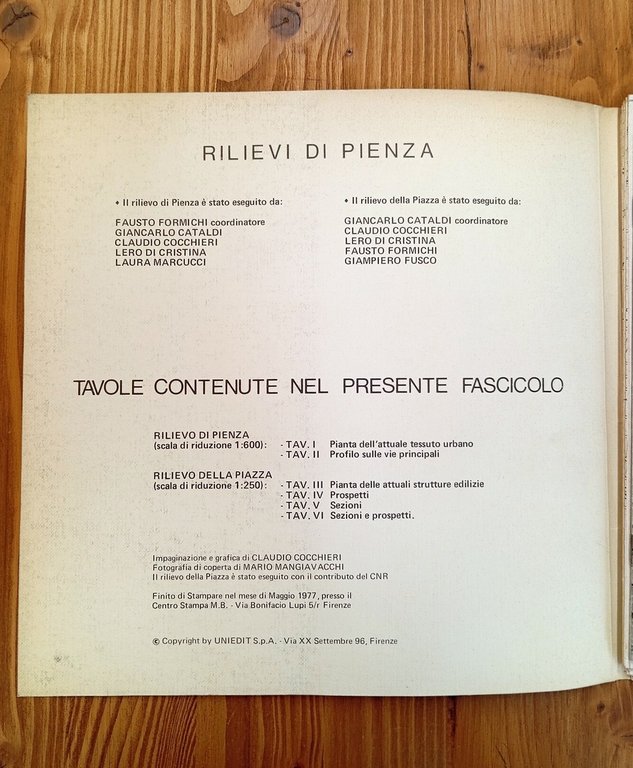 RILIEVI DI PIENZA
• Il rilievo di Pienza è stato eseguito da:
FAUSTO FORMICHI coordinatore
GIANCARLO CATALDI
CLAUDIO COCCHIERI
LERO DI CRISTINA
LAURA MARCUCCI
• Il rilievo della Piazza è stato eseguito da:
GIANCARLO CATALDI coordinatore
CLAUDIO COCCHIERI
LERO DI CRISTINA
FAUSTO FORMICHI
GIAMPIERO FUSCO
TAVOLE CONTENUTE NEL PRESENTE FASCICOLO
RILIEVO DI PIENZA
(scala di riduzione 1:600): - TAV. I Pianta dell'attuale tessuto urbano
- TAV. II Profilo sulle vie principali
RILIEVO DELLA PIAZZA
(scala di riduzione 1:250): - TAV. III Pianta delle attuali strutture edilizie
- TAV. IV Prospetti
- TAV. V Sezioni
- TAV. VI Sezioni e prospetti.
Impaginazione e grafica di CLAUDIO COCCHIERI
Fotografia di coperta di MARIO MANGIAVACCHI
Il rilievo della Piazza è stato eseguito con il contributo del CNR
Finito di Stampare nel mese di Maggio 1977, presso il
Centro Stampa M.B. - Via Bonifacio Lupi 5/r Firenze
© Copyright by UNIEDIT S.p.A. - Via XX Settembre 96, Firenze